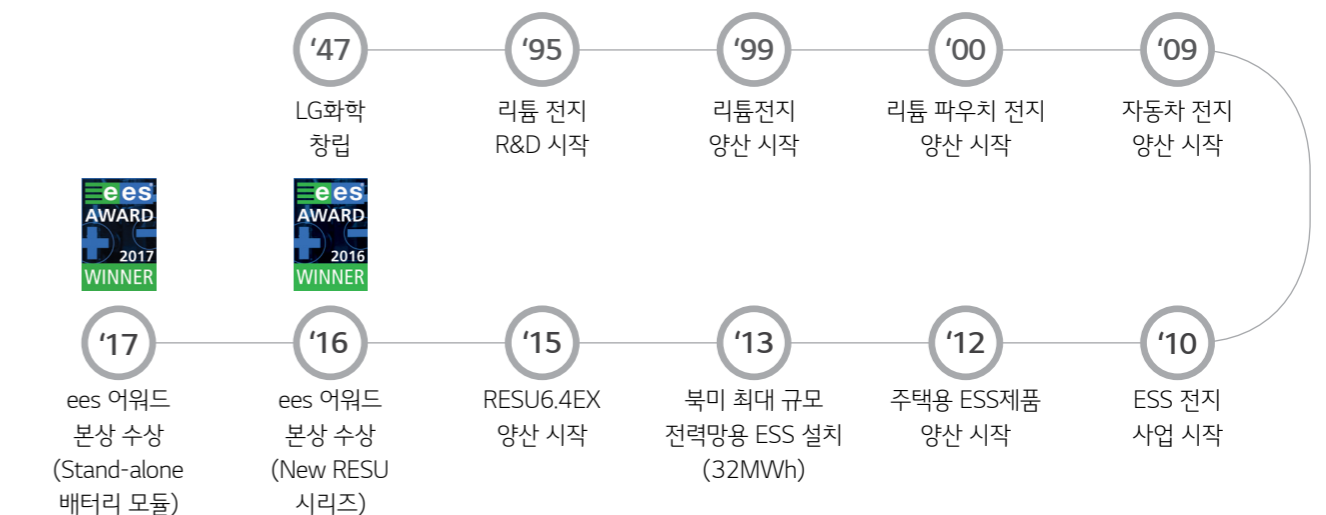 ‘47
LG화학
창립
‘95
리튬 전지
R&D 시작
‘99
리튬전지
양산 시작
‘00
리튬 파우치 전지
양산 시작
‘09
자동차 전지
양산 시작
‘10
ESS 전지
사업 시작
‘12
주택용 ESS제품
양산 시작
‘13
북미 최대 규모
전력망용 ESS 설치
(32MWh)
‘15
RESU6.4EX
양산 시작
ees
AWARD
2016
WINNER
‘16
ees 어워드
본상 수상
(New RESU
시리즈)
ees
AWARD
2017
WINNER
‘17
ees 어워드
본상 수상
(Stand-alone
배터리 모듈)